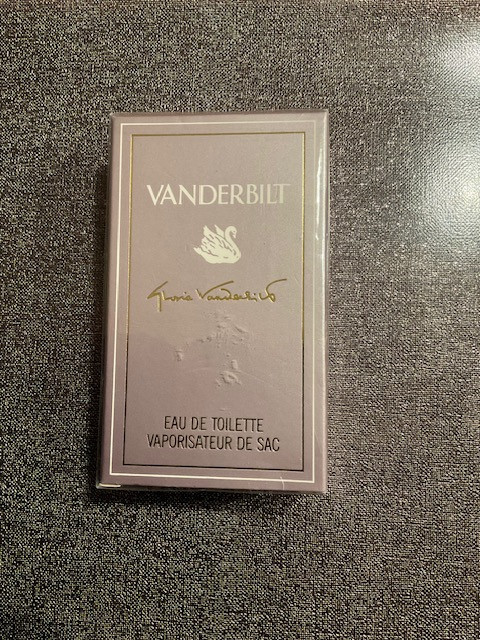 VANDERBILT
Gloria Vanderbilt
EAU DE TOILETTE
VAPORISATEUR DE SAC